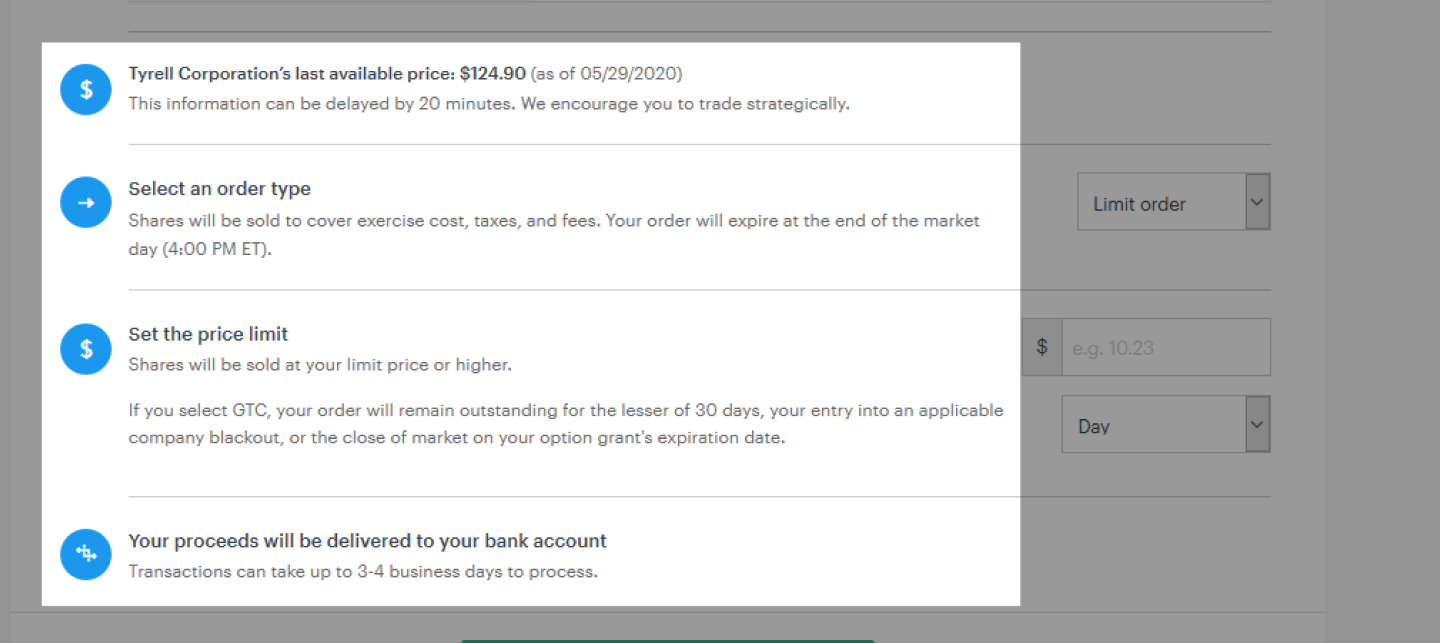 Tyrell Corporation’s last available price: $124.90 (as of 05/29/2020)
This information can be delayed by 20 minutes. We encourage you to trade strategically.
Select an order type
Shares will be sold to cover exercise cost, taxes, and fees. Your order will expire at the end of the market
day (4:00 PM ET).
Limit order
Set the price limit
Shares will be sold at your limit price or higher.
$ e.g. 10.23
If you select GTC, your order will remain outstanding for the lesser of 30 days, your entry into an applicable
company blackout, or the close of market on your option grant's expiration date.
Day
Your proceeds will be delivered to your bank account
Transactions can take up to 3-4 business days to process.